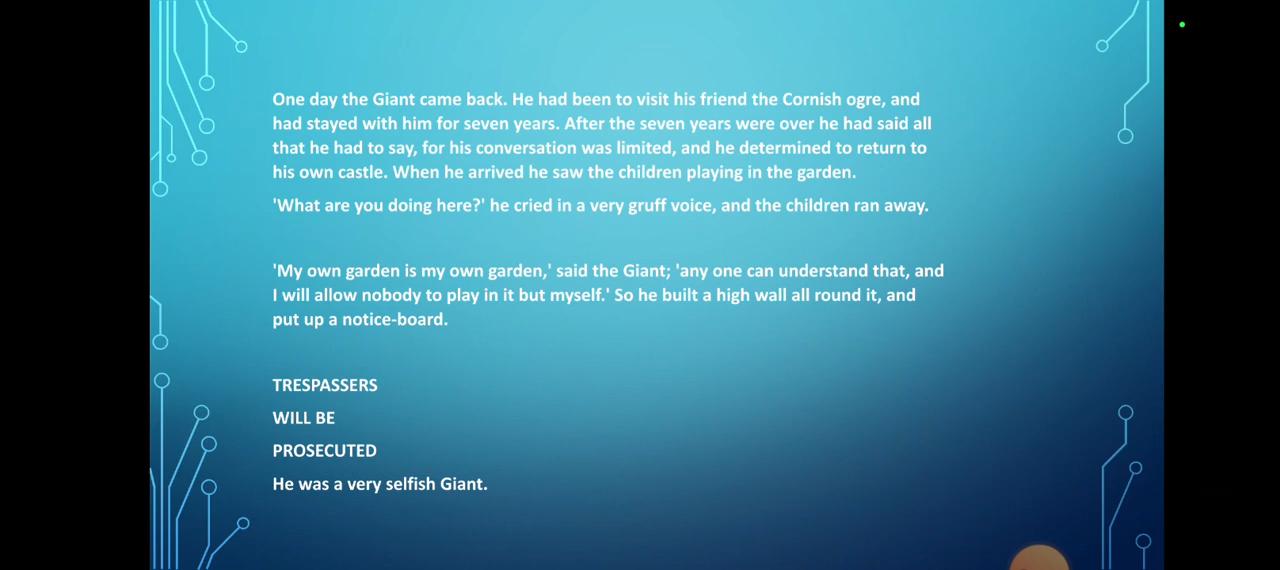 One day the Giant came back. He had been to visit his friend the Cornish ogre, and
had stayed with him for seven years. After the seven years were over he had said all
that he had to say, for his conversation was limited, and he determined to return to
his own castle. When he arrived he saw the children playing in the garden.
'What are you doing here?' he cried in a very gruff voice, and the children ran away.
'My own garden is my own garden,' said the Giant; 'any one can understand that, and
I will allow nobody to play in it but myself.' So he built a high wall all round it, and
put up a notice-board.
TRESPASSERS
WILL BE
PROSECUTED
He was a very selfish Giant.